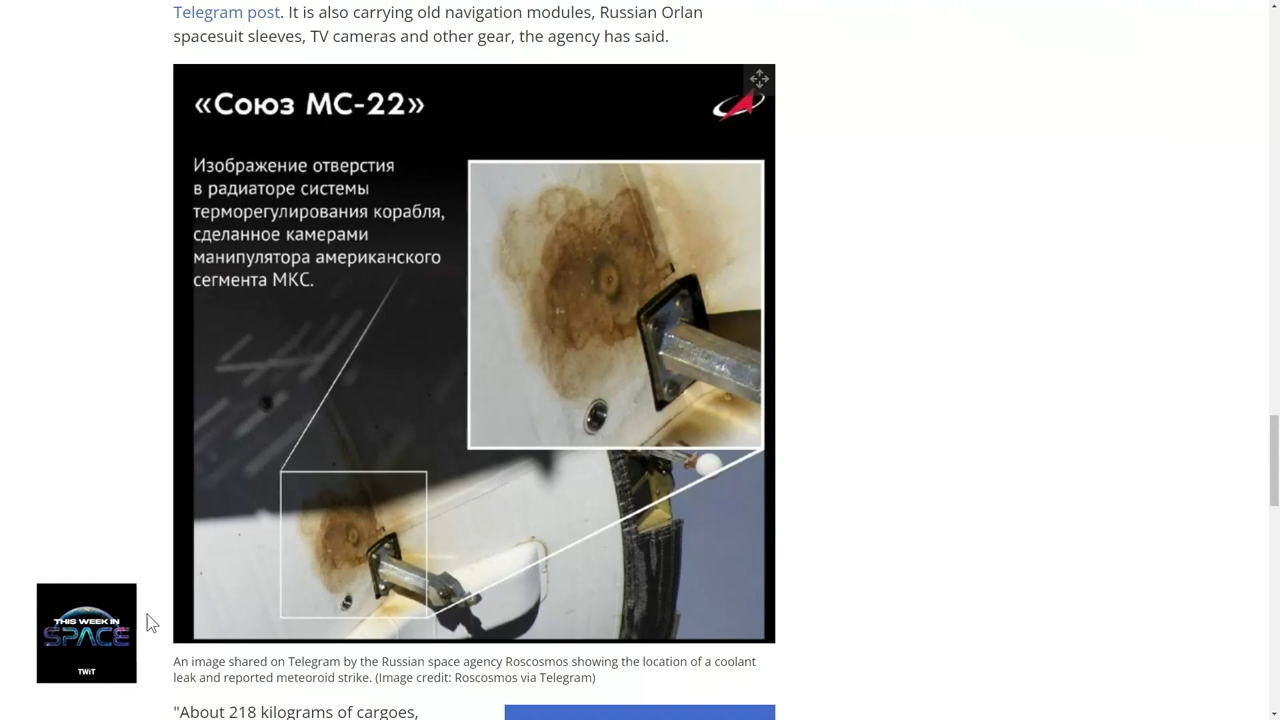 Telegram post. It is also carrying old navigation modules, Russian Orlan
spacesuit sleeves, TV cameras and other gear, the agency has said.
«Союз МС-22»
Изображение отверстия
в радиаторе системы
терморегулирования корабля,
сделанное камерами
манипулятора американского
сегмента МКС.
THIS WEEK IN
SPACE
TWiT
An image shared on Telegram by the Russian space agency Roscosmos showing the location of a coolant
leak and reported meteoroid strike. (Image credit: Roscosmos via Telegram)
"About 218 kilograms of cargoes,